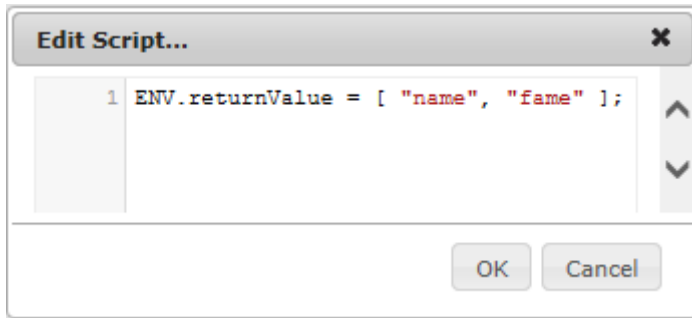 Edit Script...
1 ENV.returnValue = [ "name", "fame" ];
OK Cancel